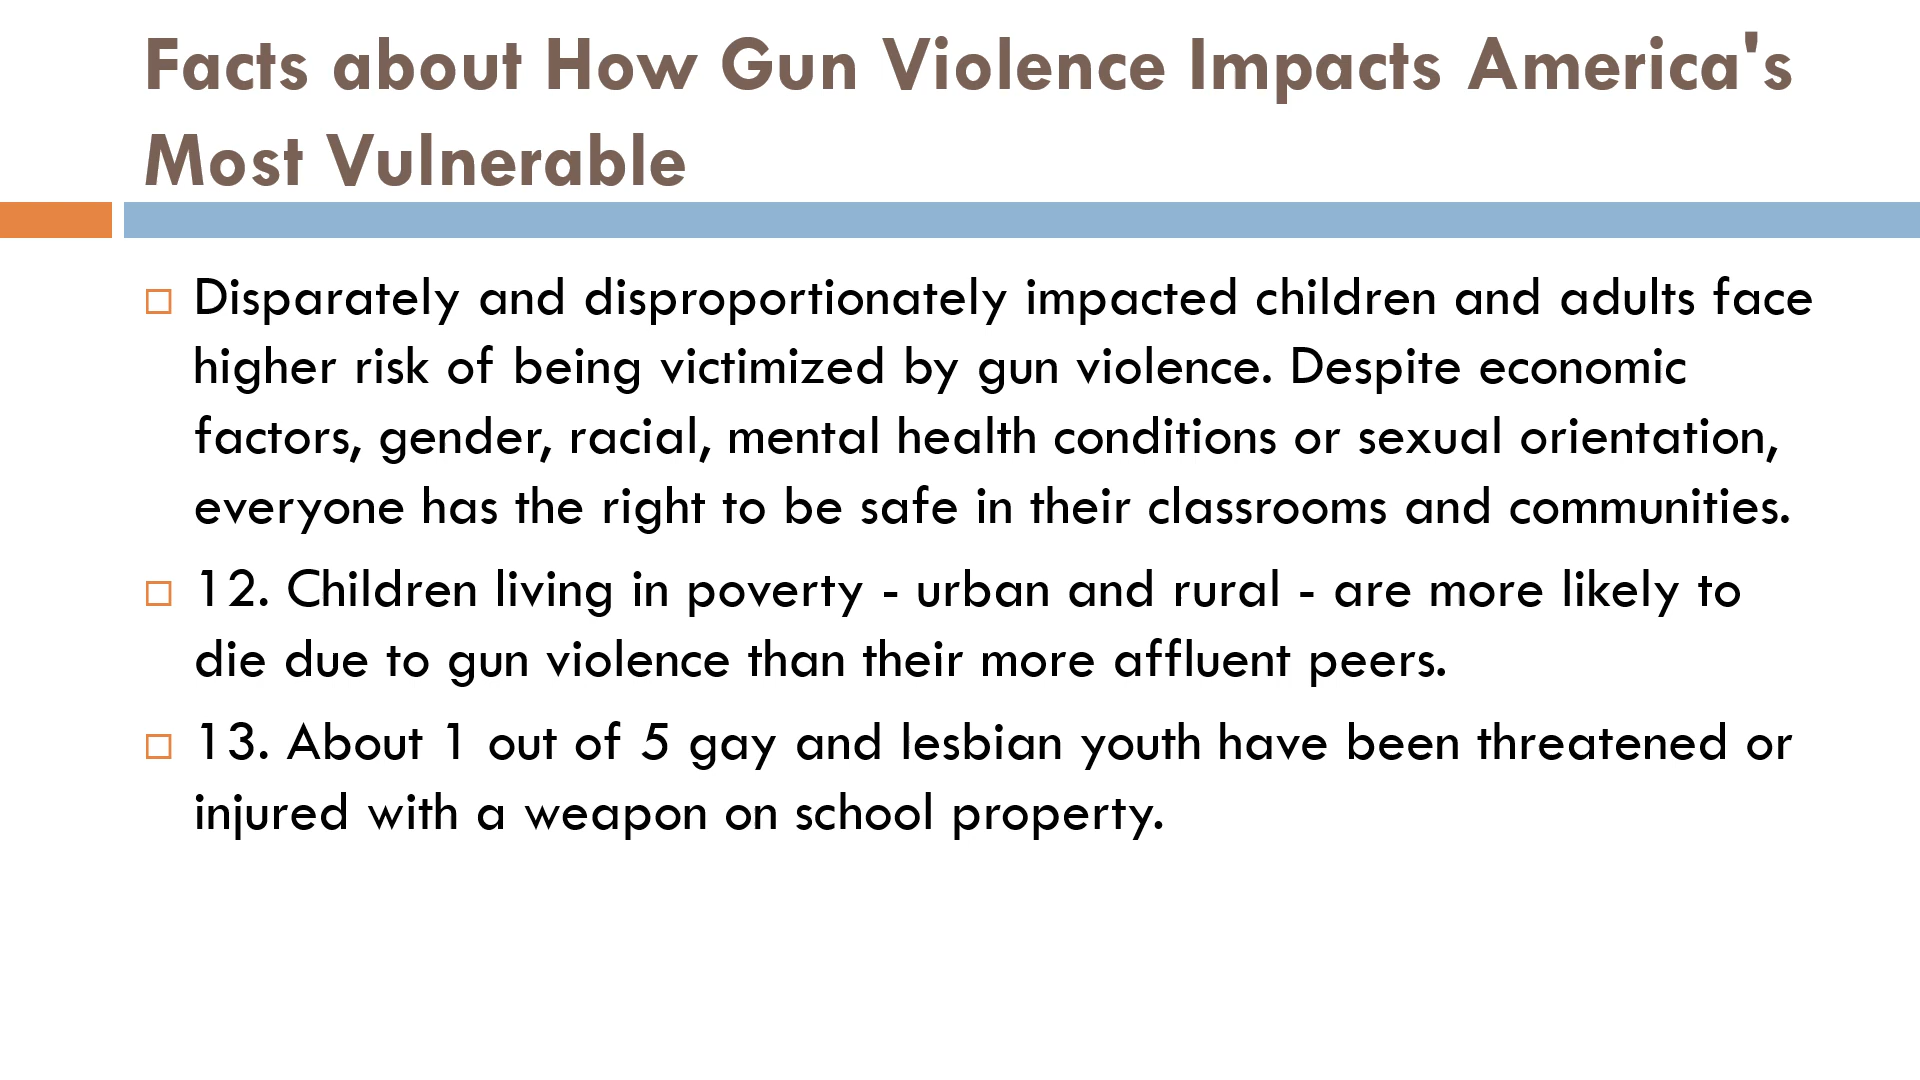 Facts about How Gun Violence Impacts America's
Most Vulnerable
Disparately and disproportionately impacted children and adults face
higher risk of being victimized by gun violence. Despite economic
factors, gender, racial, mental health conditions or sexual orientation,
everyone has the right to be safe in their classrooms and communities.
12. Children living in poverty - urban and rural - are more likely to
die due to gun violence than their more affluent peers.
13. About 1 out of 5 gay and lesbian youth have been threatened or
injured with a weapon on school property.